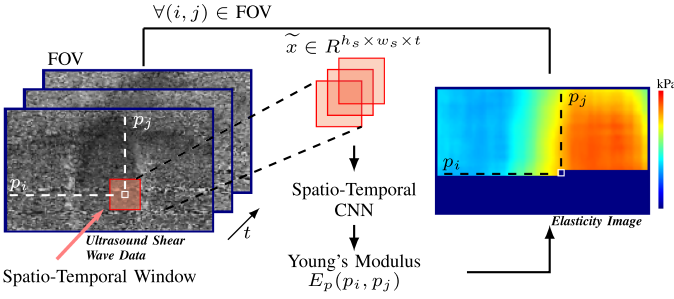 ∀(i, j) ∈ FOV
FOV
x̃ ∈ R^{h_s×w_s×t}
kPa
p_j
p_j
p_i
p_i
Spatio-Temporal
CNN
t
Ultrasound Shear
Wave Data
Elasticity Image
Spatio-Temporal Window
Young's Modulus
E_p(p_i, p_j)